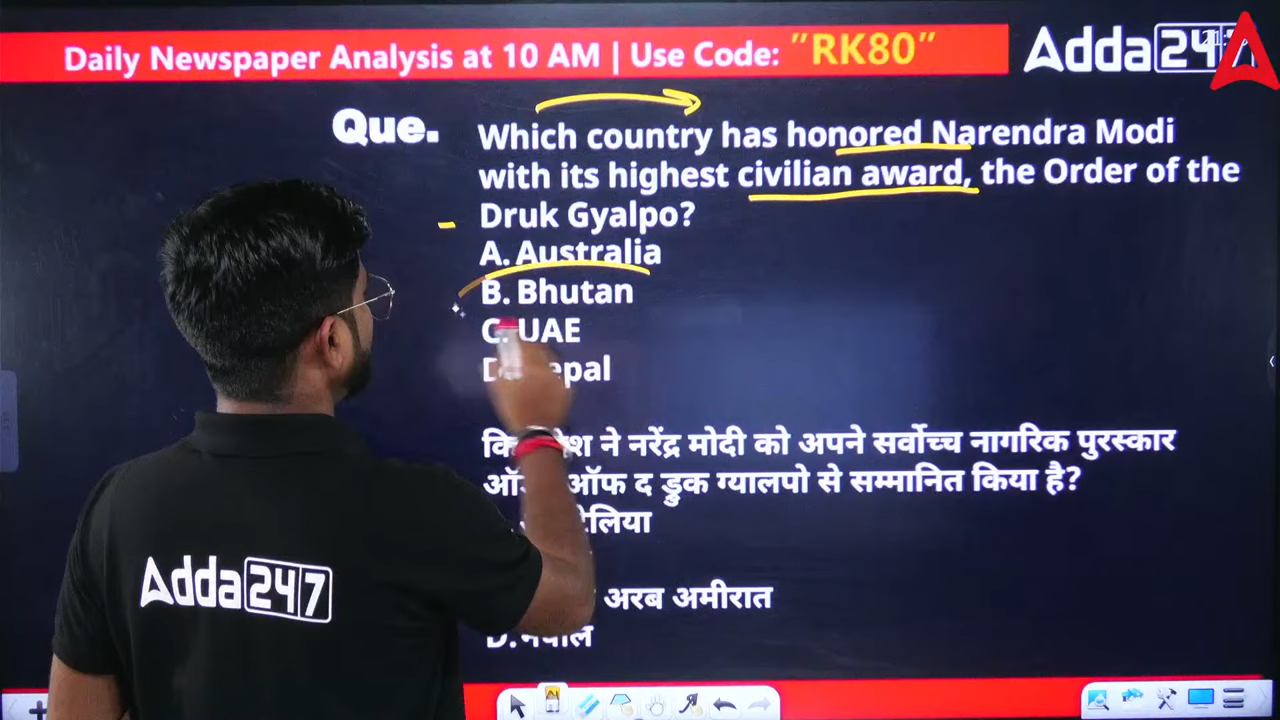 Daily Newspaper Analysis at 10 AM | Use Code: "RK80"
Adda247
Que.
Which country has honored Narendra Modi
with its highest civilian award, the Order of the
Druk Gyalpo?
A. Australia
B. Bhutan
C. UAE
ने नरेंद्र मोदी को अपने सर्वोच्च नागरिक पुरस्कार
ऑफ द ड्रुक ग्यालपो से सम्मानित किया है?
अरब अमीरात
Adda247